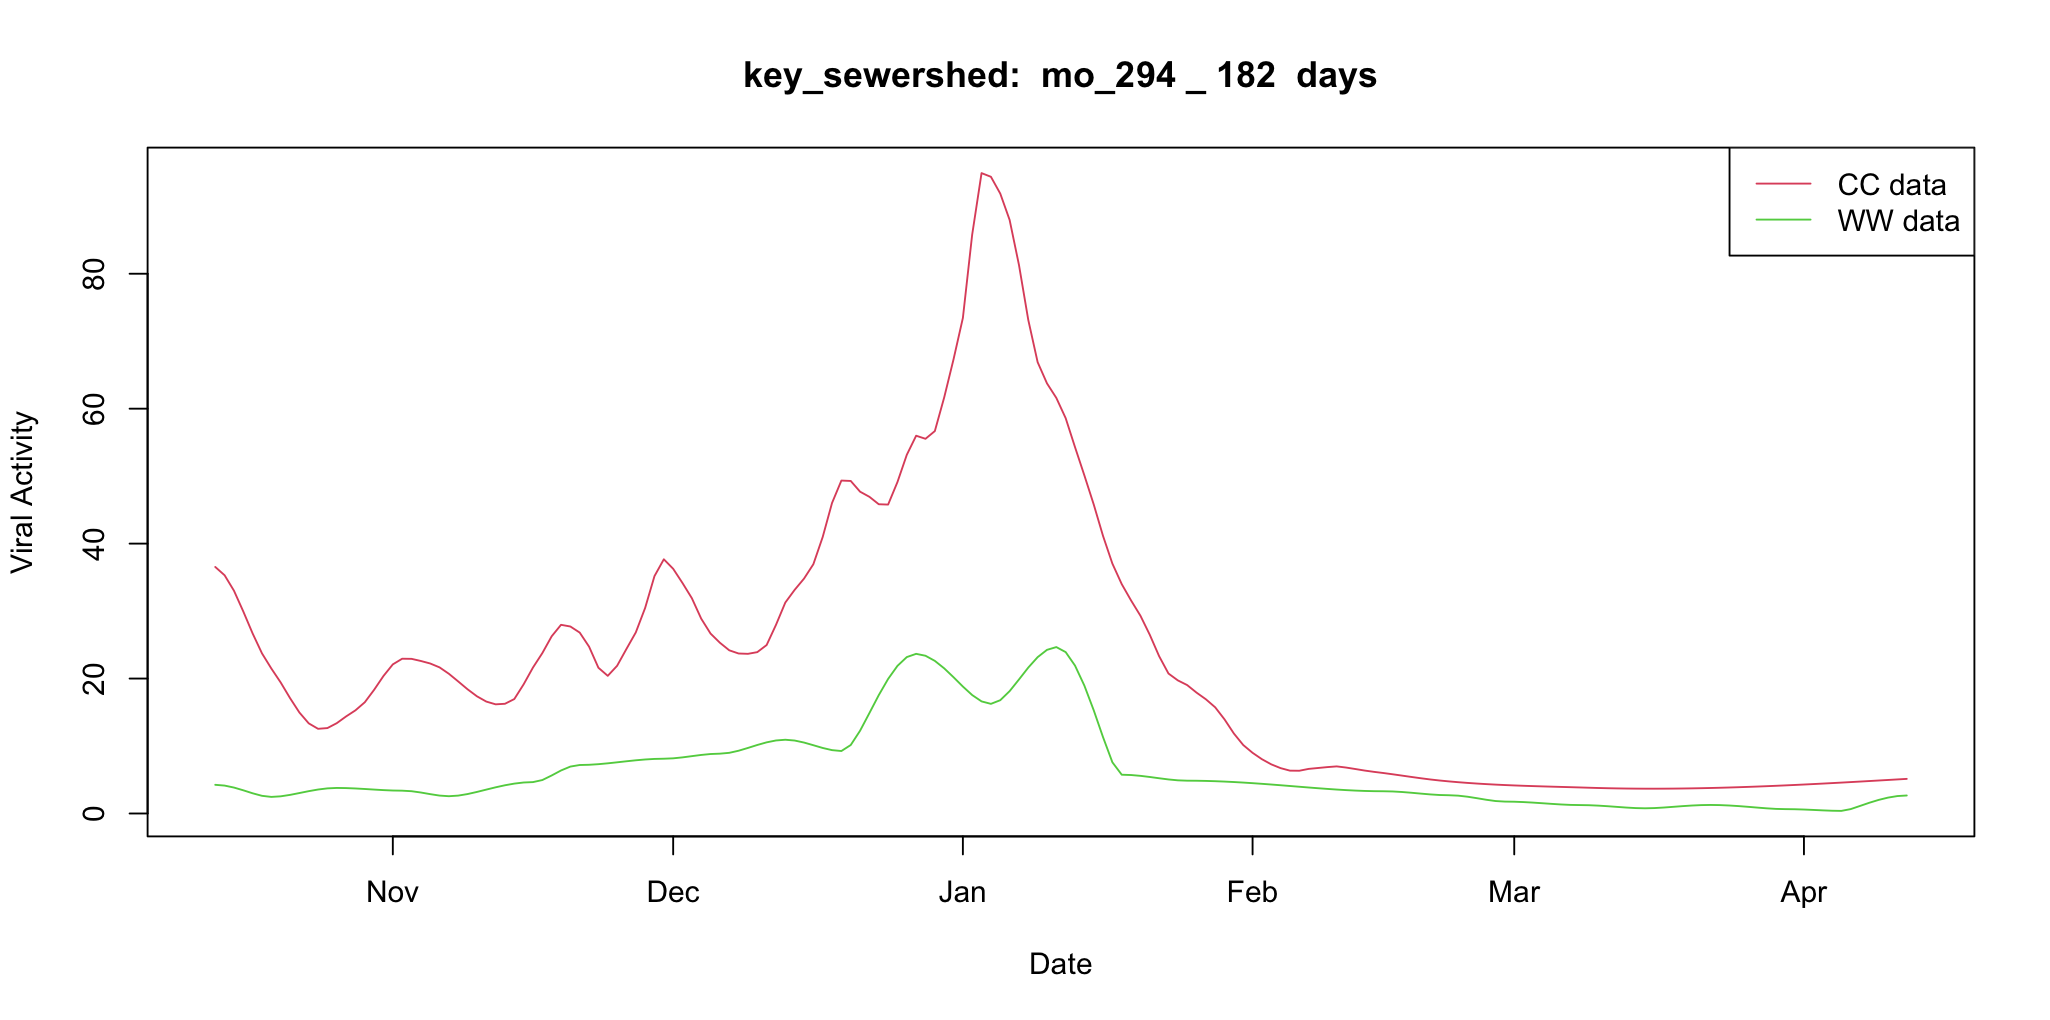 key_sewershed: mo_294 _ 182 days
CC data
WW data
Viral Activity
80
60
40
20
0
Nov Dec Jan Feb Mar Apr
Date